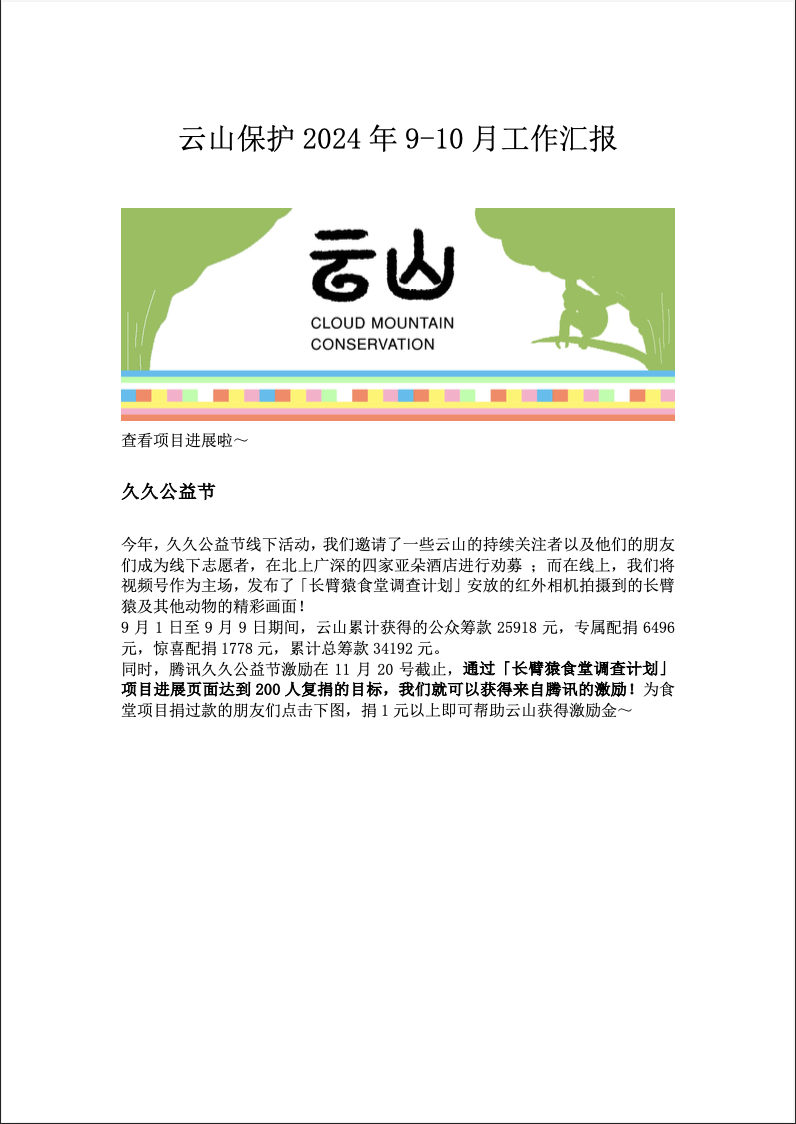 云山保护 2024 年 9-10 月工作汇报
云山
CLOUD MOUNTAIN
CONSERVATION
查看项目进展啦～
久久公益节
今年，久久公益节线下活动，我们邀请了一些云山的持续关注者以及他们的朋友
们成为线下志愿者，在北上广深的四家亚朵酒店进行劝募 ；而在线上，我们将
视频号作为主场，发布了「长臂猿食堂调查计划」安放的红外相机拍摄到的长臂
猿及其他动物的精彩画面！
9 月 1 日至 9 月 9 日期间，云山累计获得的公众筹款 25918 元，专属配捐 6496
元，惊喜配捐 1778 元，累计总筹款 34192 元。
同时，腾讯久久公益节激励在 11 月 20 号截止，通过「长臂猿食堂调查计划」
项目进展页面达到 200 人复捐的目标，我们就可以获得来自腾讯的激励！为食
堂项目捐过款的朋友们点击下图，捐 1 元以上即可帮助云山获得激励金～